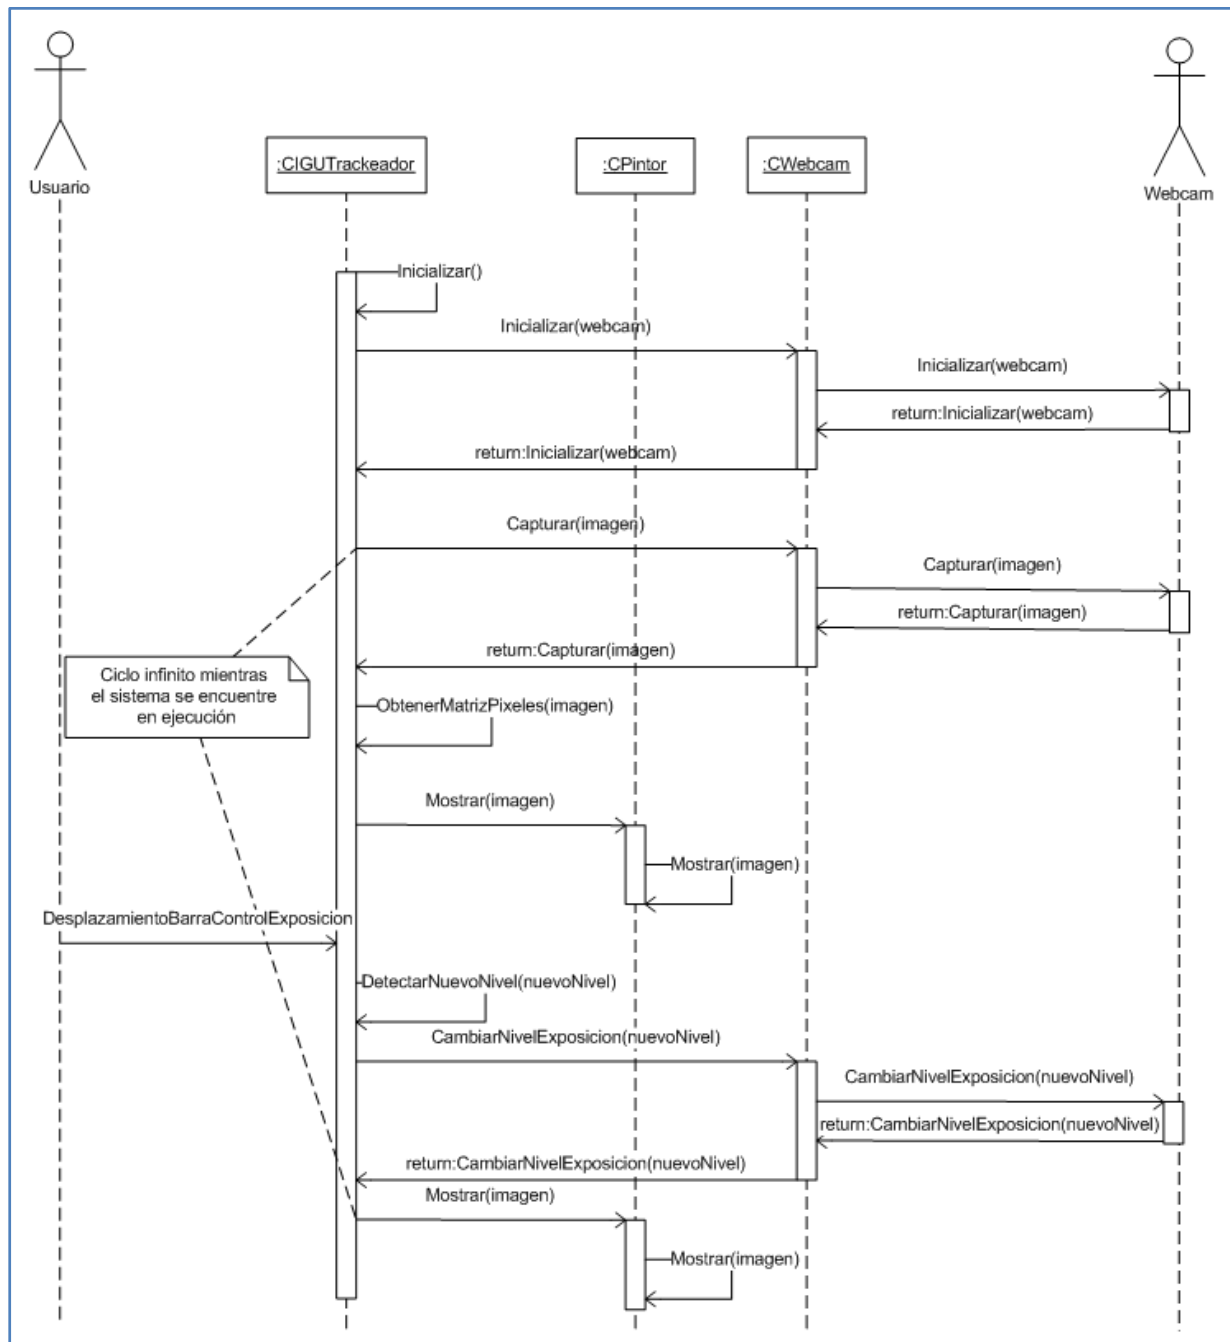 Usuario
:CIGUTrackeador
:CPintor
:CWebcam
Webcam
Inicializar()
Inicializar(webcam)
Inicializar(webcam)
return:Inicializar(webcam)
return:Inicializar(webcam)
Capturar(imagen)
Capturar(imagen)
return:Capturar(imagen)
return:Capturar(imagen)
Ciclo infinito mientras
el sistema se encuentre
en ejecución
ObtenerMatrizPixeles(imagen)
Mostrar(imagen)
Mostrar(imagen)
DesplazamientoBarraControlExposicion
DetectarNuevoNivel(nuevoNivel)
CambiarNivelExposicion(nuevoNivel)
CambiarNivelExposicion(nuevoNivel)
return:CambiarNivelExposicion(nuevoNivel)
return:CambiarNivelExposicion(nuevoNivel)
Mostrar(imagen)
Mostrar(imagen)